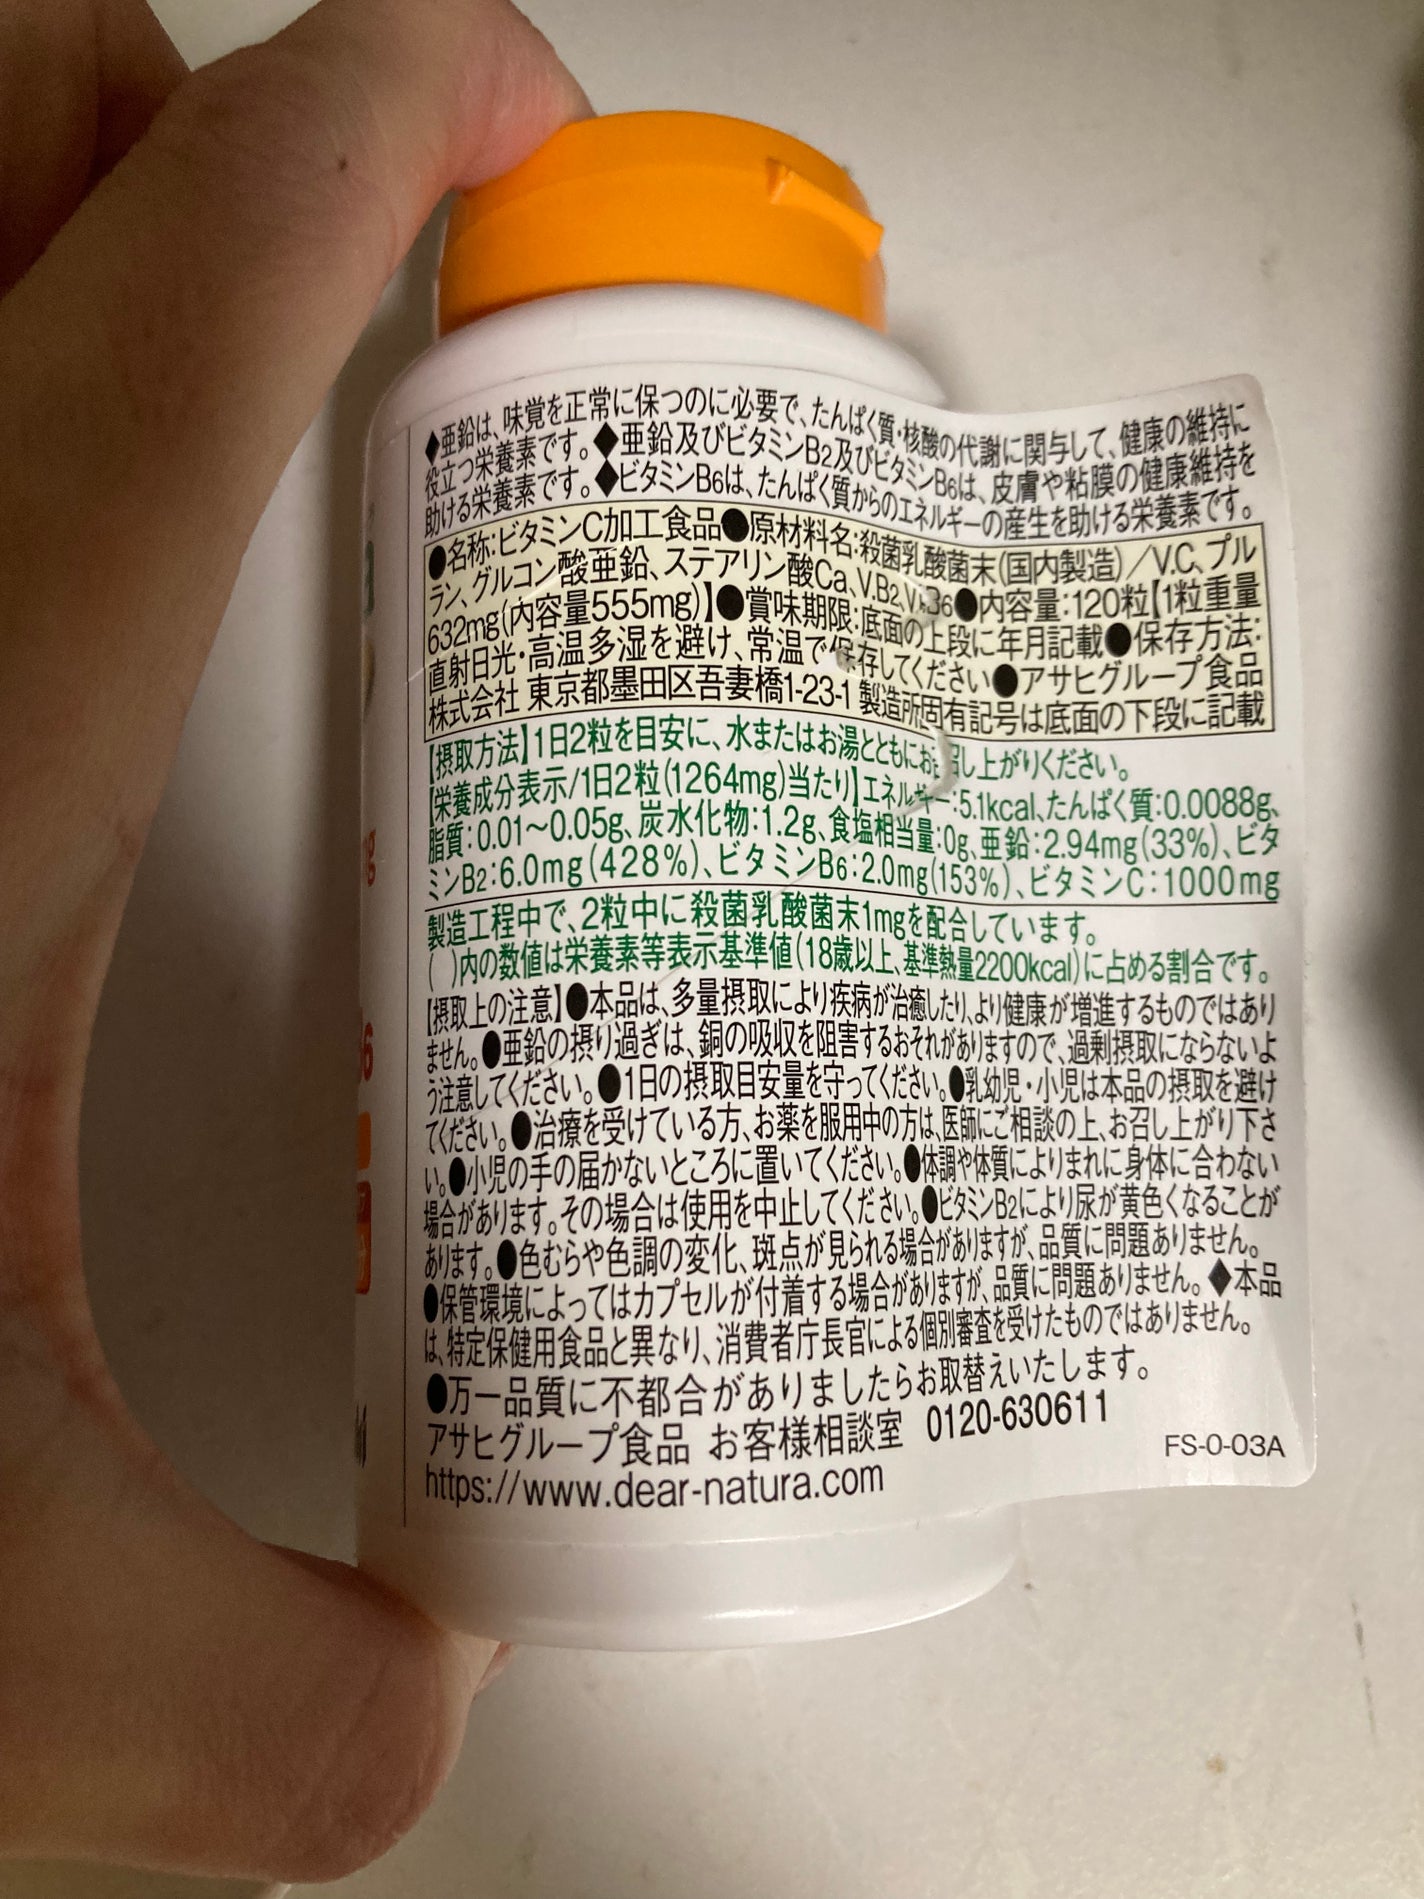 ◆亜鉛は、味覚を正常に保つのに必要で、たんぱく質・核酸の代謝に関与して、健康の維持に
役立つ栄養素です。◆亜鉛及びビタミンB2及びビタミンB6は、皮膚や粘膜の健康維持を
助ける栄養素です。◆ビタミンB6は、たんぱく質からのエネルギーの産生を助ける栄養素です。
●名称:ビタミンC加工食品●原材料名:殺菌乳酸菌末(国内製造)/V.C、プル
ラン、グルコン酸亜鉛、ステアリン酸Ca、V.B2、V.B6●内容量:120粒【1粒重量
632mg(内容量555mg)】●賞味期限:底面の上段に年月記載●保存方法:
直射日光・高温多湿を避け、常温で保存してください●アサヒグループ食品
株式会社 東京都墨田区吾妻橋1-23-1 製造所固有記号は底面の下段に記載
【摂取方法】1日2粒を目安に、水またはお湯とともにお召し上がりください。
【栄養成分表示/1日2粒(1264mg)当たり】エネルギー:5.1kcal、たんぱく質:0.0088g、
脂質:0.01〜0.05g、炭水化物:1.2g、食塩相当量:0g、亜鉛:2.94mg(33%)、ビタ
ミンB2:6.0mg(428%)、ビタミンB6:2.0mg(153%)、ビタミンC:1000mg
製造工程中で、2粒中に殺菌乳酸菌末1mgを配合しています。
( )内の数値は栄養素等表示基準値(18歳以上、基準熱量2200kcal)に占める割合です。
【摂取上の注意】●本品は、多量摂取により疾病が治癒したり、より健康が増進するものではあり
ません。●亜鉛の摂り過ぎは、銅の吸収を阻害するおそれがありますので、過剰摂取にならないよ
う注意してください。●1日の摂取目安量を守ってください。●乳幼児・小児は本品の摂取を避け
てください。●治療を受けている方、お薬を服用中の方は、医師にご相談の上、お召し上がり下さ
い。●小児の手の届かないところに置いてください。●体調や体質によりまれに身体に合わない
場合があります。その場合は使用を中止してください。●ビタミンB2により尿が黄色くなることが
あります。●色むらや色調の変化、斑点が見られる場合がありますが、品質に問題ありません。
●保管環境によってはカプセルが付着する場合がありますが、品質に問題ありません。◆本品
は、特定保健用食品と異なり、消費者庁長官による個別審査を受けたものではありません。
●万一品質に不都合がありましたらお取替えいたします。
アサヒグループ食品 お客様相談室 0120-630611
https://www.dear-natura.com
FS-0-03A